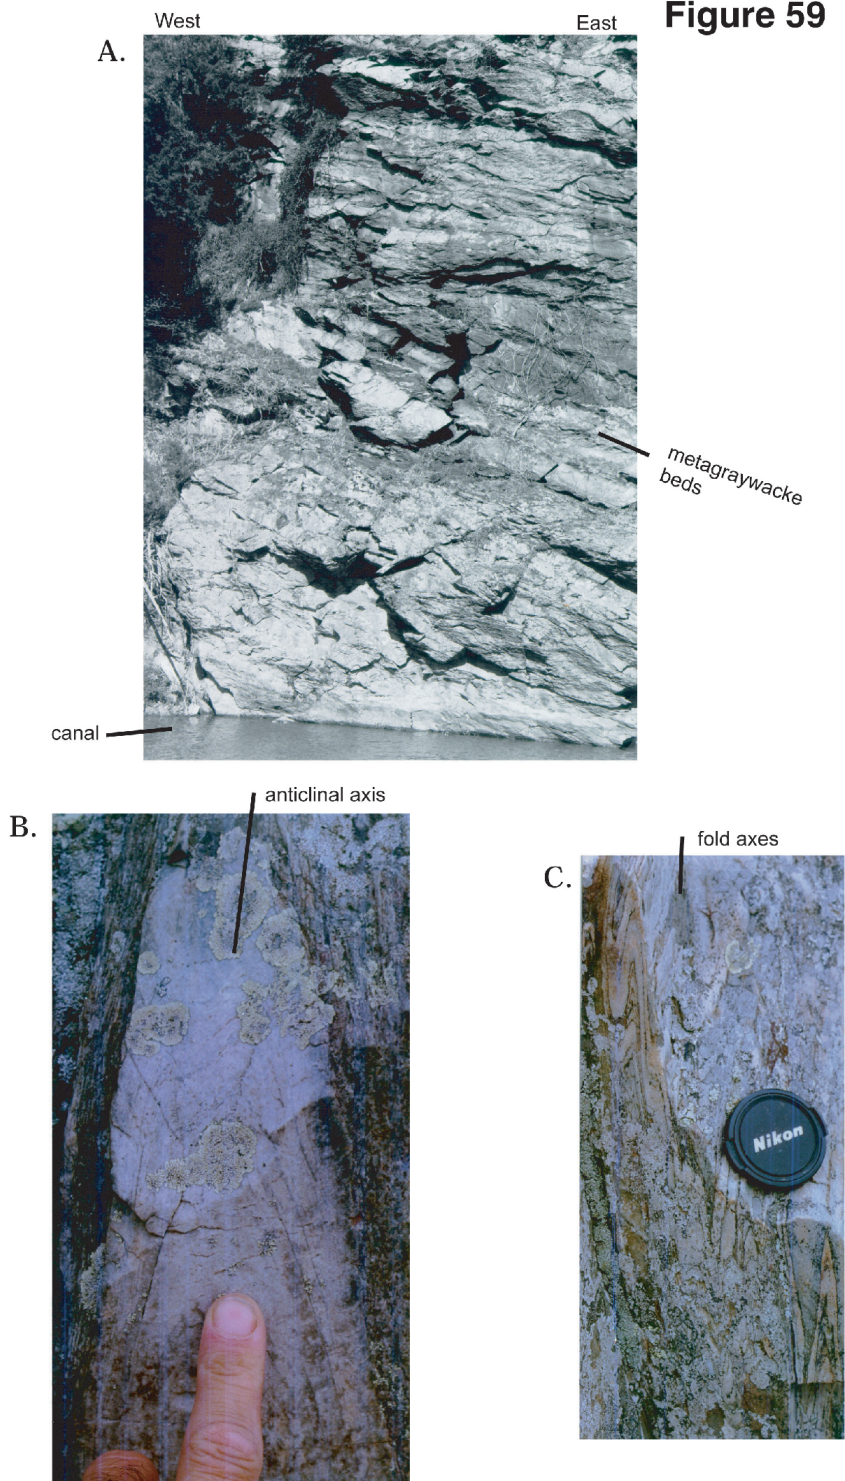 Figure 59
West
East
A.
metagraywacke
beds
canal
anticlinal axis
B.
fold axes
C.
Nikon